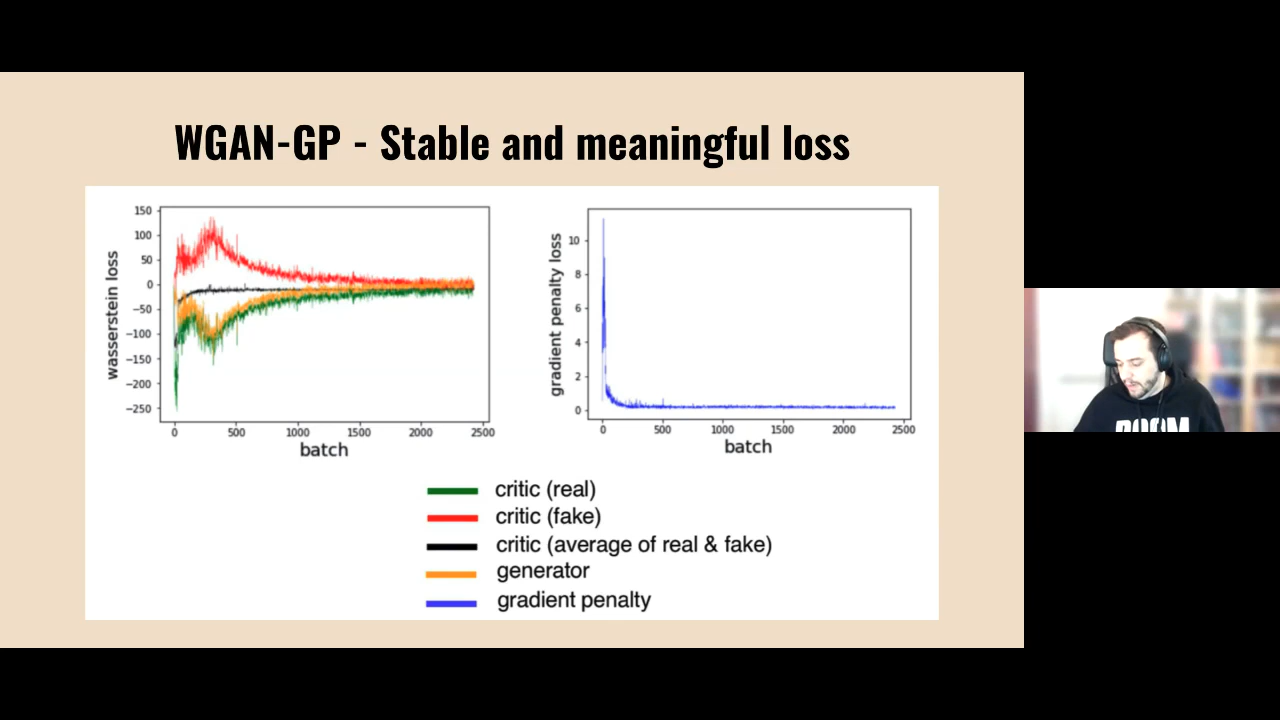 WGAN-GP - Stable and meaningful loss
wasserstein loss
150
100
50
0
−50
−100
−150
−200
−250
0 500 1000 1500 2000 2500
batch
gradient penalty loss
10
8
6
4
2
0
0 500 1000 1500 2000 2500
batch
critic (real)
critic (fake)
critic (average of real & fake)
generator
gradient penalty